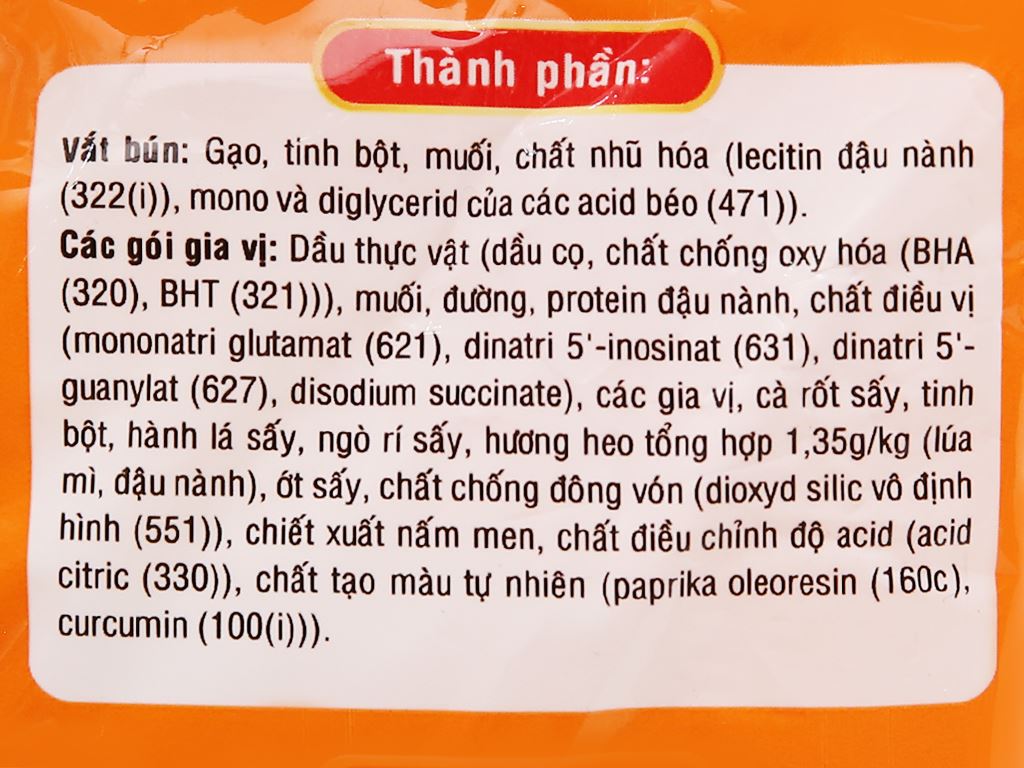 Thành phần:
Vắt bún: Gạo, tinh bột, muối, chất nhũ hóa (lecitin đậu nành
(322(i)), mono và diglycerid của các acid béo (471)).
Các gói gia vị: Dầu thực vật (dầu cọ, chất chống oxy hóa (BHA
(320), BHT (321))), muối, đường, protein đậu nành, chất điều vị
(mononatri glutamat (621), dinatri 5'-inosinat (631), dinatri 5'-
guanylat (627), disodium succinate), các gia vị, cà rốt sấy, tinh
bột, hành lá sấy, ngò rí sấy, hương heo tổng hợp 1,35g/kg (lúa
mì, đậu nành), ớt sấy, chất chống đông vón (dioxyd silic vô định
hình (551)), chiết xuất nấm men, chất điều chỉnh độ acid (acid
citric (330)), chất tạo màu tự nhiên (paprika oleoresin (160c),
curcumin (100(i))).